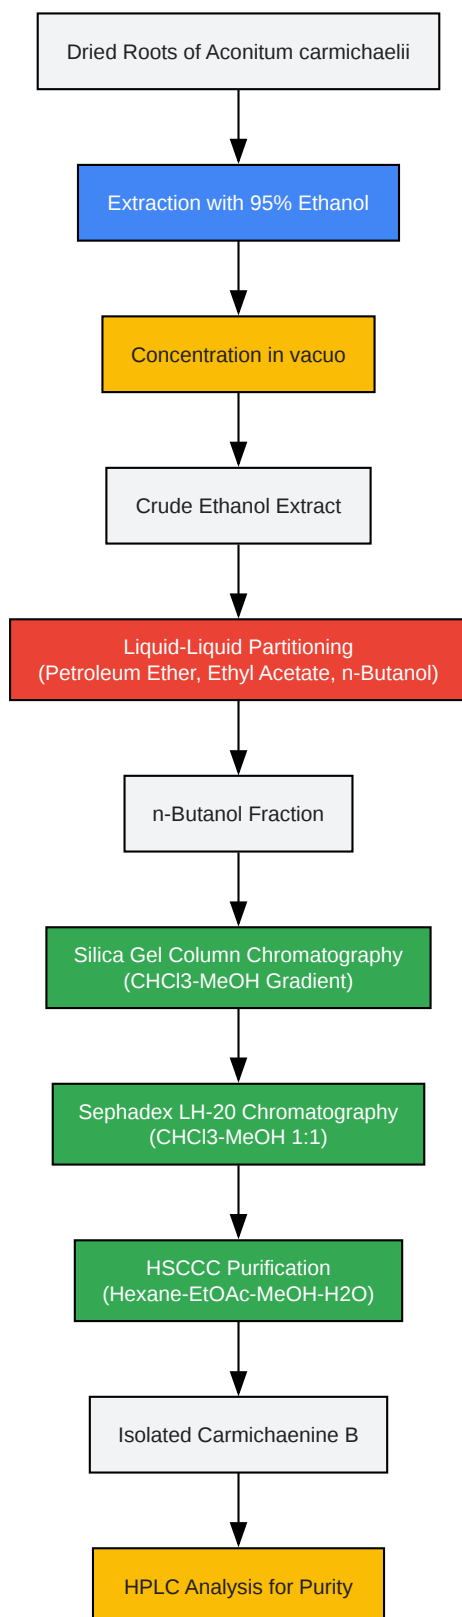 Dried Roots of Aconitum carmichaelii
Extraction with 95% Ethanol
Concentration in vacuo
Crude Ethanol Extract
Liquid-Liquid Partitioning
(Petroleum Ether, Ethyl Acetate, n-Butanol)
n-Butanol Fraction
Silica Gel Column Chromatography
(CHCl3-MeOH Gradient)
Sephadex LH-20 Chromatography
(CHCl3-MeOH 1:1)
HSCCC Purification
(Hexane-EtOAc-MeOH-H2O)
Isolated Carmichaenine B
HPLC Analysis for Purity